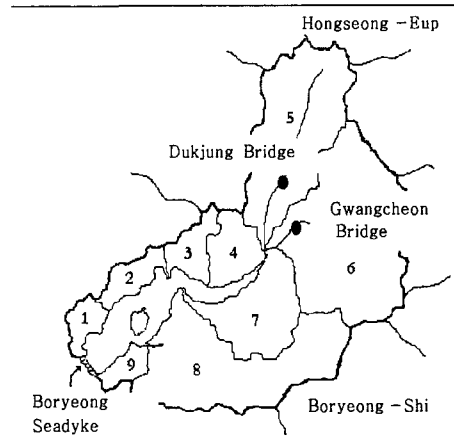 Hongseong -Eup
5
Dukjung Bridge
Gwangcheon
Bridge
3
4
2
6
1
7
9
8
Boryeong
Seadyke
Boryeong -Shi